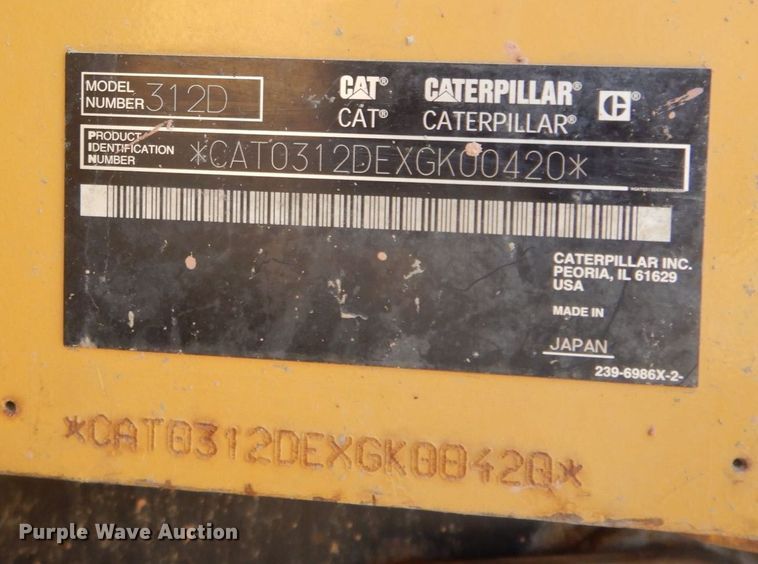 MODEL NUMBER 312D
CAT® CATERPILLAR® C®
CAT® CATERPILLAR®
PRODUCT IDENTIFICATION NUMBER *CAT0312DEXGK00420*
CATERPILLAR INC.
PEORIA, IL 61629
USA
MADE IN
JAPAN
239-6986X-2-
*CAT0312DEXGK00420*
Purple Wave Auction